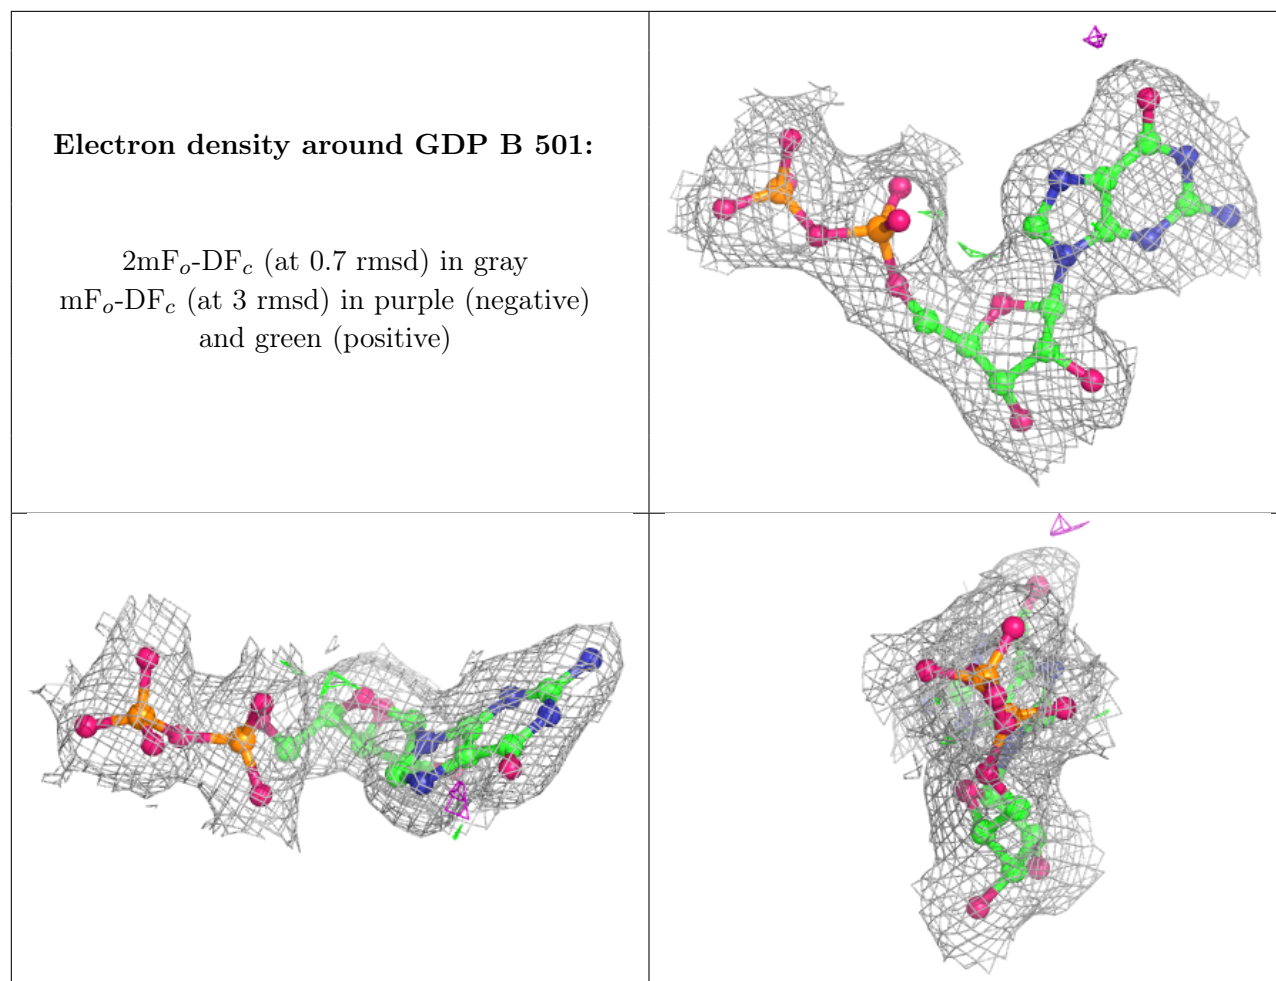 Electron density around GDP B 501:
2mFo-DFc (at 0.7 rmsd) in gray
mFo-DFc (at 3 rmsd) in purple (negative)
and green (positive)